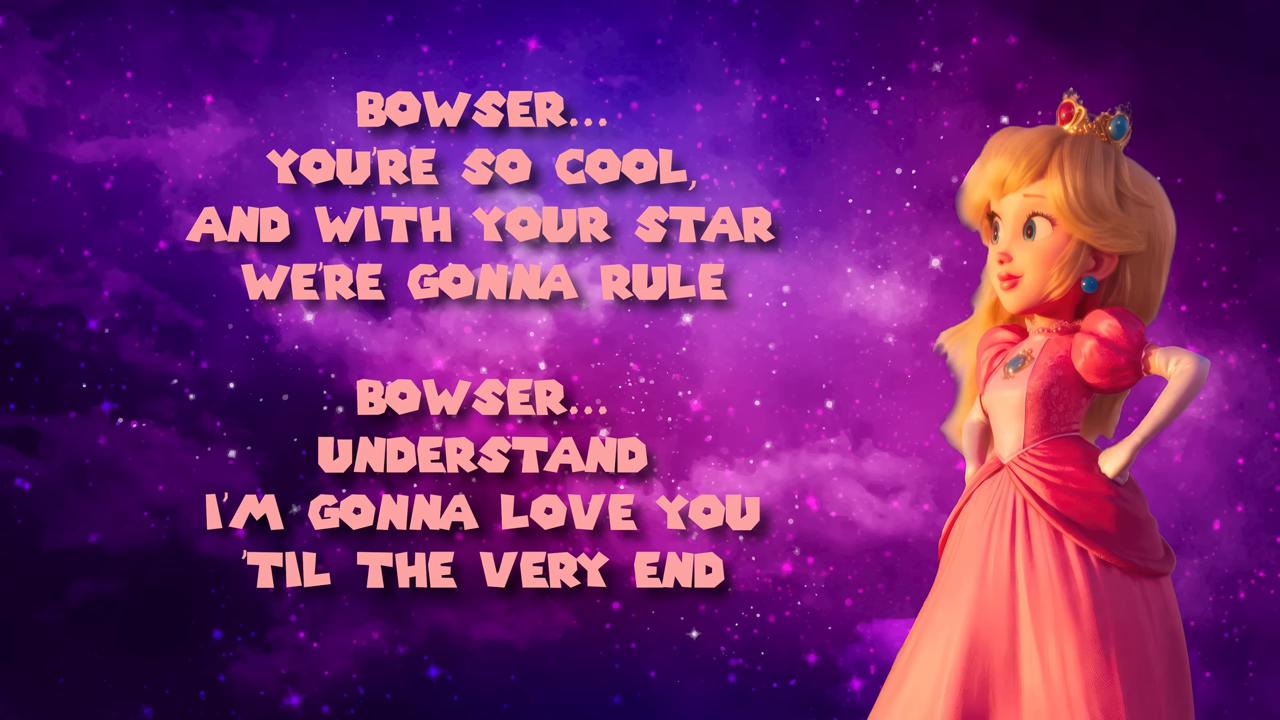 BOWSER...
YOU'RE SO COOL,
AND WITH YOUR STAR
WE'RE GONNA RULE
BOWSER...
UNDERSTAND
I'M GONNA LOVE YOU
'TIL THE VERY END